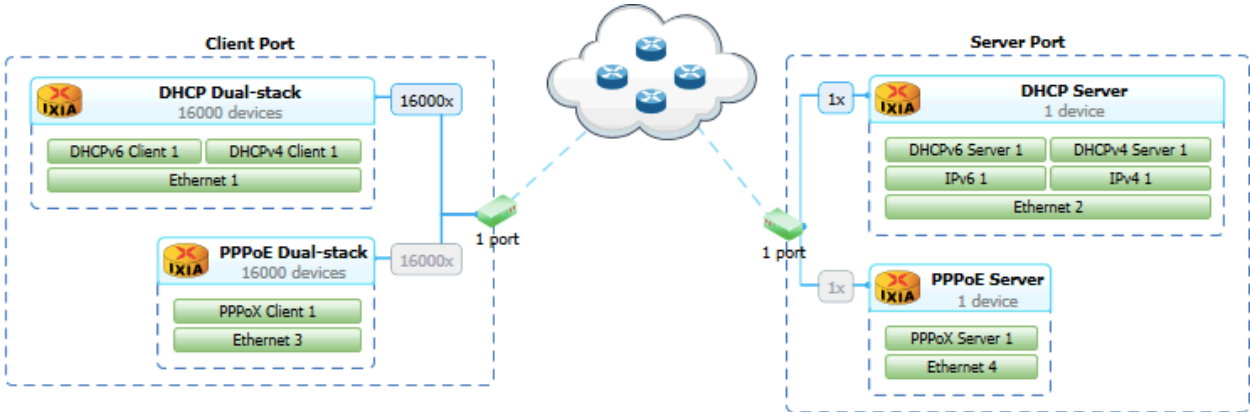 Client Port
IXIA
DHCP Dual-stack
16000 devices
16000x
DHCPv6 Client 1
DHCPv4 Client 1
Ethernet 1
1 port
IXIA
PPPoE Dual-stack
16000 devices
16000x
PPPoX Client 1
Ethernet 3
Server Port
1x
IXIA
DHCP Server
1 device
DHCPv6 Server 1
DHCPv4 Server 1
IPv6 1
IPv4 1
Ethernet 2
1 port
1x
IXIA
PPPoE Server
1 device
PPPoX Server 1
Ethernet 4